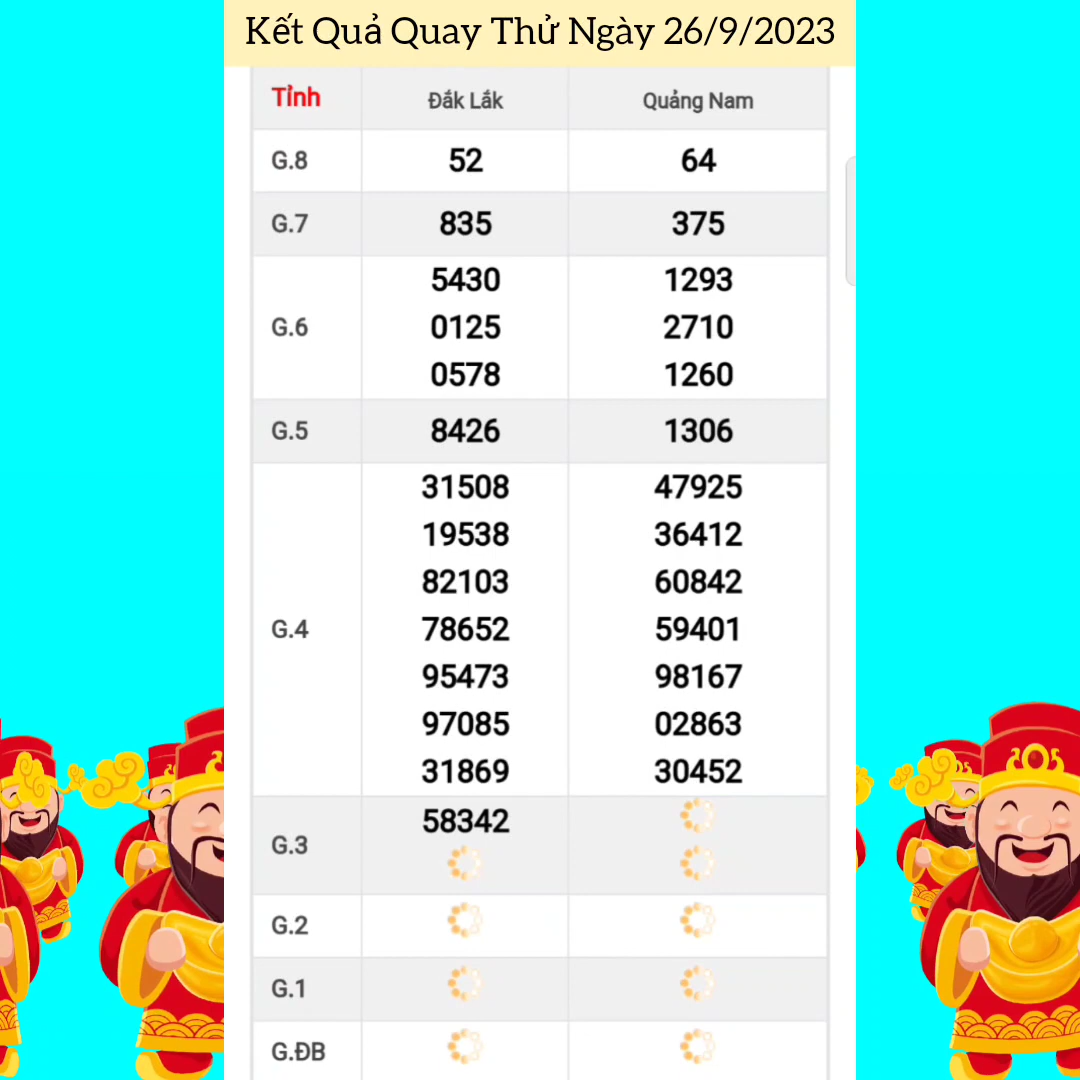 Kết Quả Quay Thử Ngày 26/9/2023
Tỉnh Đắk Lắk Quảng Nam
G.8 52 64
G.7 835 375
5430 1293
G.6 0125 2710
0578 1260
G.5 8426 1306
31508 47925
19538 36412
82103 60842
G.4 78652 59401
95473 98167
97085 02863
31869 30452
58342
G.3
G.2
G.1
G.ĐB